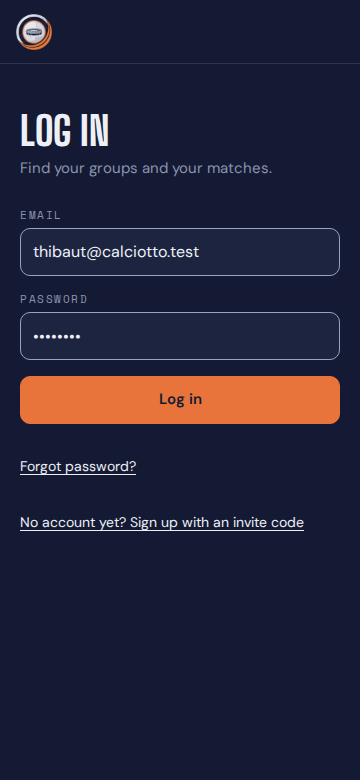 LOG IN
Find your groups and your matches.
EMAIL
thibaut@calciotto.test
PASSWORD
••••••••
Log in
Forgot password?
No account yet? Sign up with an invite code